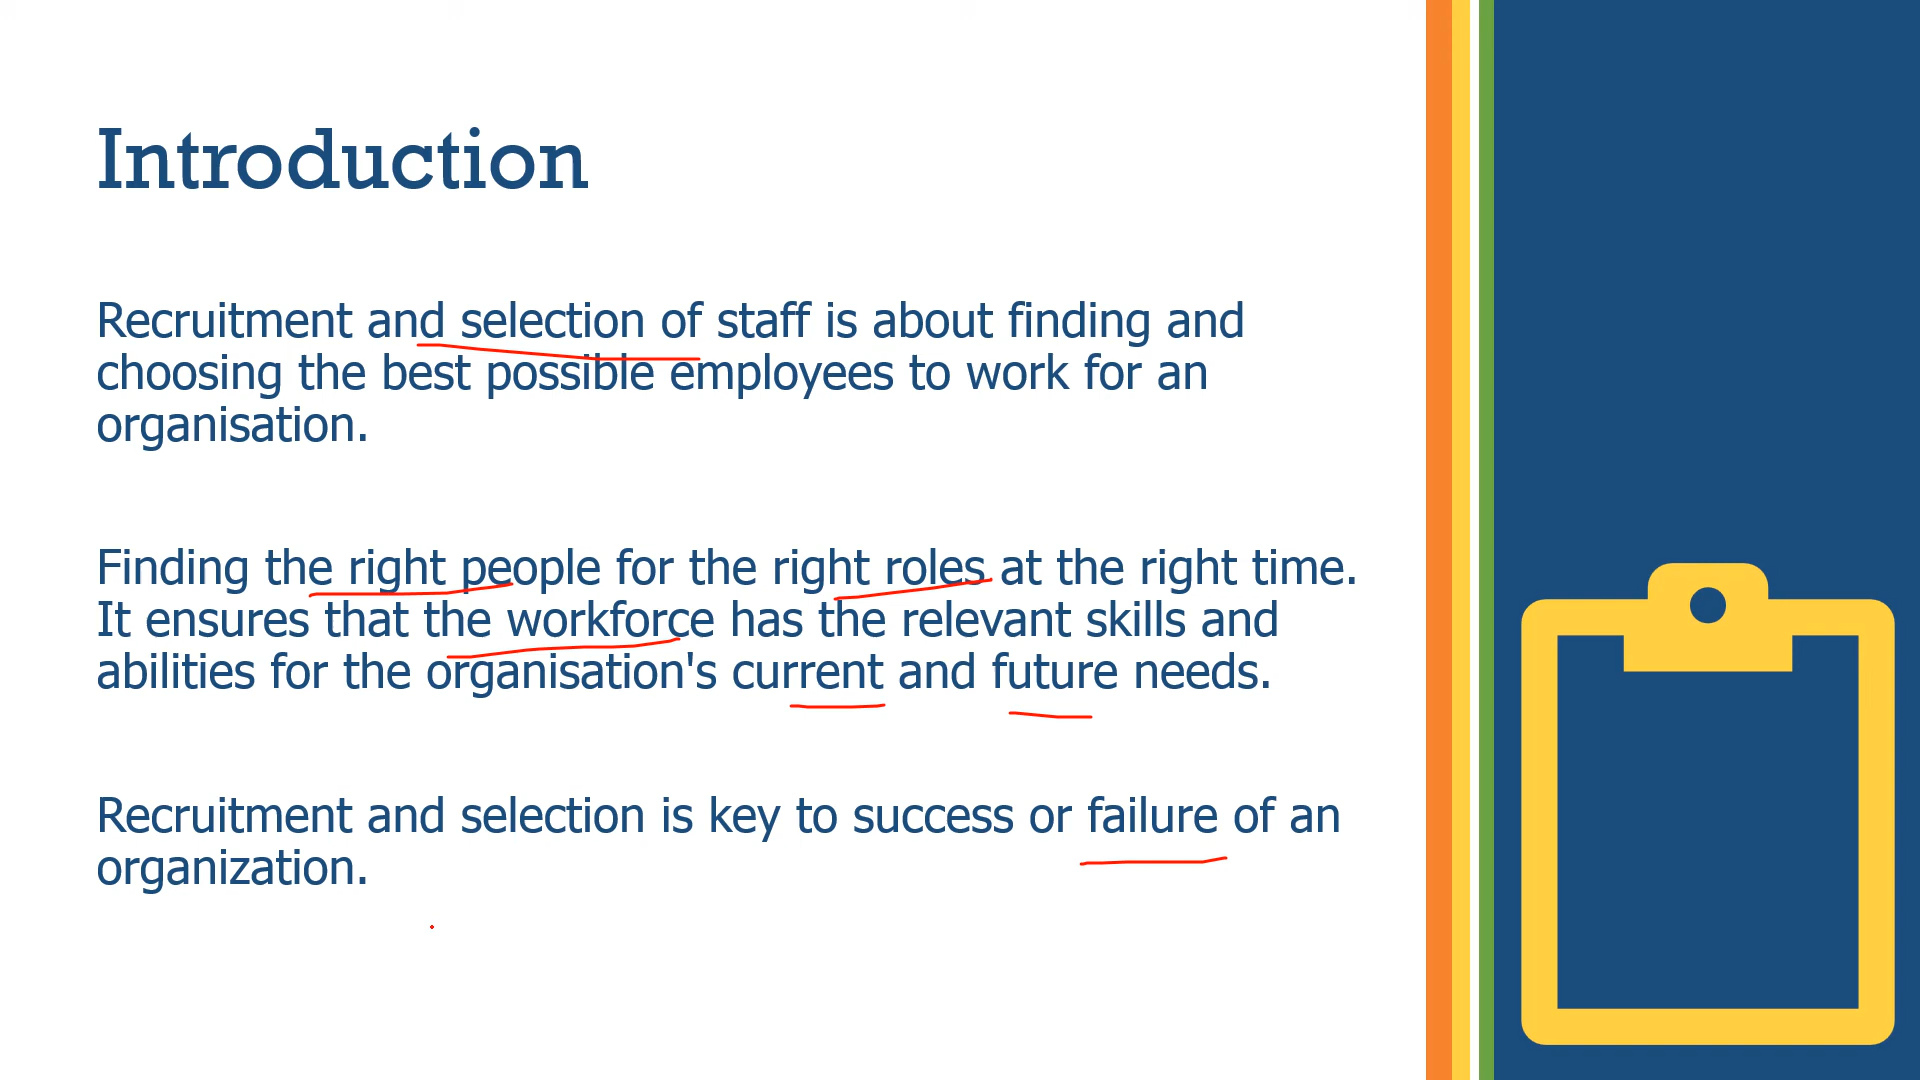 Introduction
Recruitment and selection of staff is about finding and
choosing the best possible employees to work for an
organisation.
Finding the right people for the right roles at the right time.
It ensures that the workforce has the relevant skills and
abilities for the organisation's current and future needs.
Recruitment and selection is key to success or failure of an
organization.